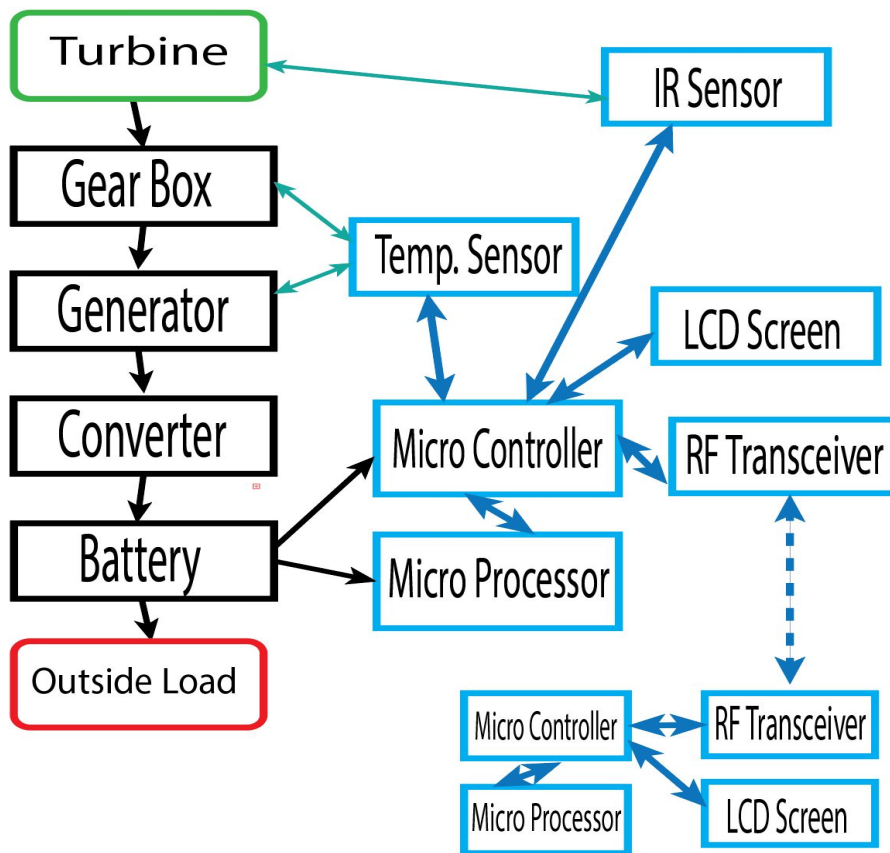 Turbine
IR Sensor
Gear Box
Temp. Sensor
Generator
LCD Screen
Converter
Micro Controller
RF Transceiver
Battery
Micro Processor
Outside Load
Micro Controller
RF Transceiver
Micro Processor
LCD Screen